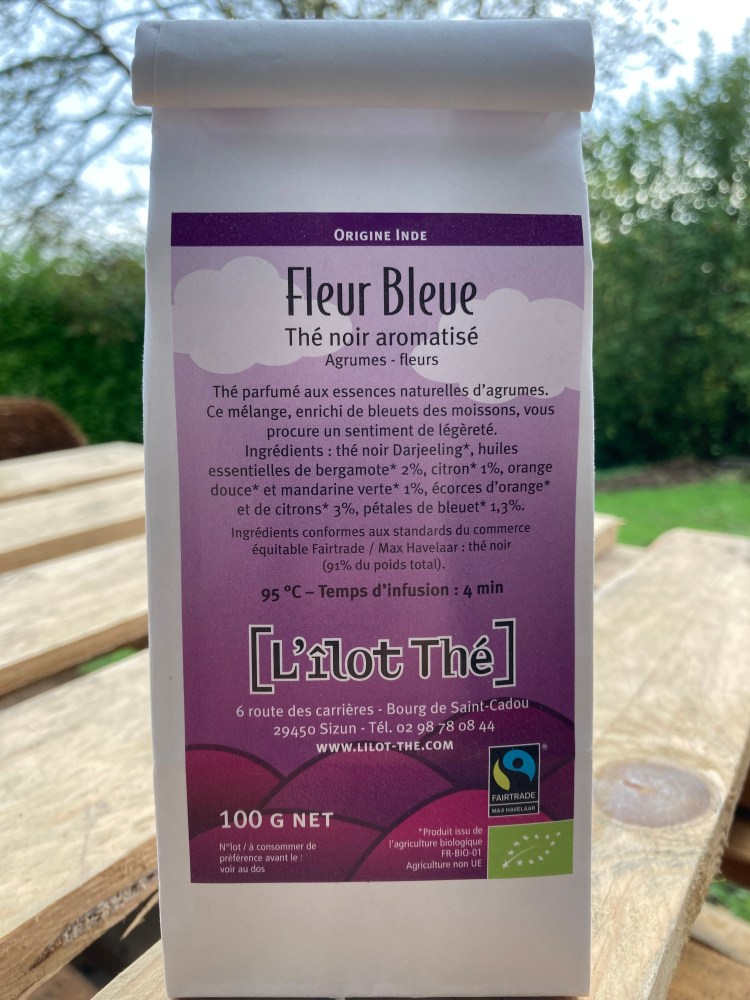 ORIGINE INDE
Fleur Bleue
Thé noir aromatisé
Agrumes - fleurs
Thé parfumé aux essences naturelles d'agrumes.
Ce mélange, enrichi de bleuets des moissons, vous
procure un sentiment de légèreté.
Ingrédients : thé noir Darjeeling*, huiles
essentielles de bergamote* 2%, citron* 1%, orange
douce* et mandarine verte* 1%, écorces d'orange*
et de citrons* 3%, pétales de bleuet* 1,3%.
Ingrédients conformes aux standards du commerce
équitable Fairtrade / Max Havelaar : thé noir
(91% du poids total).
95 °C – Temps d'infusion : 4 min
[L'îlot Thé]
6 route des carrières - Bourg de Saint-Cadou
29450 Sizun - Tél. 02 98 78 08 44
WWW.LILOT-THE.COM
®
FAIRTRADE
MAX HAVELAAR
100 G NET
N°lot / à consommer de
préférence avant le :
voir au dos
*Produit issu de
l'agriculture biologique
FR-BIO-01
Agriculture non UE